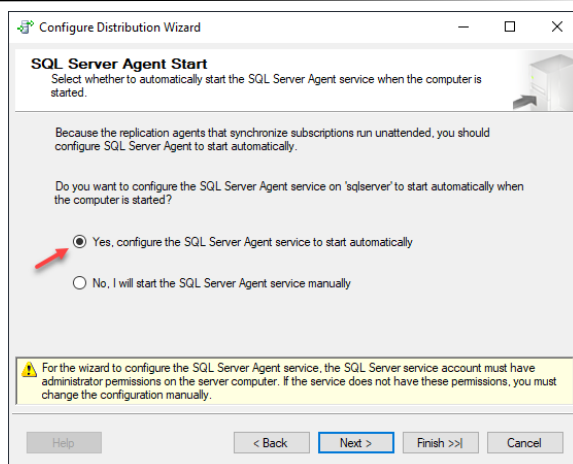 Configure Distribution Wizard
SQL Server Agent Start
Select whether to automatically start the SQL Server Agent service when the computer is
started.
Because the replication agents that synchronize subscriptions run unattended, you should
configure SQL Server Agent to start automatically.
Do you want to configure the SQL Server Agent service on 'sqlserver' to start automatically when
the computer is started?
Yes, configure the SQL Server Agent service to start automatically
No, I will start the SQL Server Agent service manually
For the wizard to configure the SQL Server Agent service, the SQL Server service account must have
administrator permissions on the server computer. If the service does not have these permissions, you must
change the configuration manually.
Help < Back Next > Finish >>| Cancel